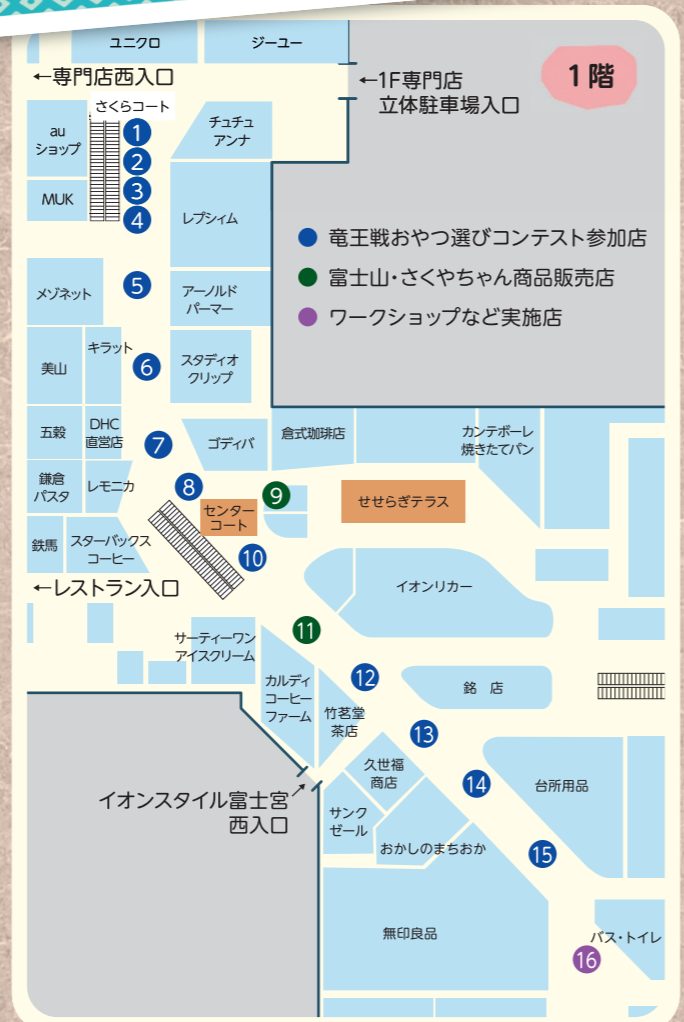 ユニクロ
ジーユー
←専門店西入口
←1F専門店
立体駐車場入口
1階
さくらコート
au
ショップ
MUK
1
2
3
4
チュチュ
アンナ
レプシィム
● 竜王戦おやつ選びコンテスト参加店
● 富士山・さくやちゃん商品販売店
● ワークショップなど実施店
メゾネット
5
アーノルド
パーマー
美山
キラット
6
スタディオ
クリップ
五穀
DHC
直営店
7
ゴディバ
倉式珈琲店
カンテボーレ
焼きたてパン
鎌倉
パスタ
レモニカ
8
センター
コート
9
せせらぎテラス
鉄馬
スターバックス
コーヒー
10
イオンリカー
←レストラン入口
サーティーワン
アイスクリーム
11
カルディ
コーヒー
ファーム
竹茗堂
茶店
12
銘 店
13
久世福
商店
14
台所用品
イオンスタイル富士宮
西入口
サンク
ゼール
おかしのまちおか
15
無印良品
バス・トイレ
16